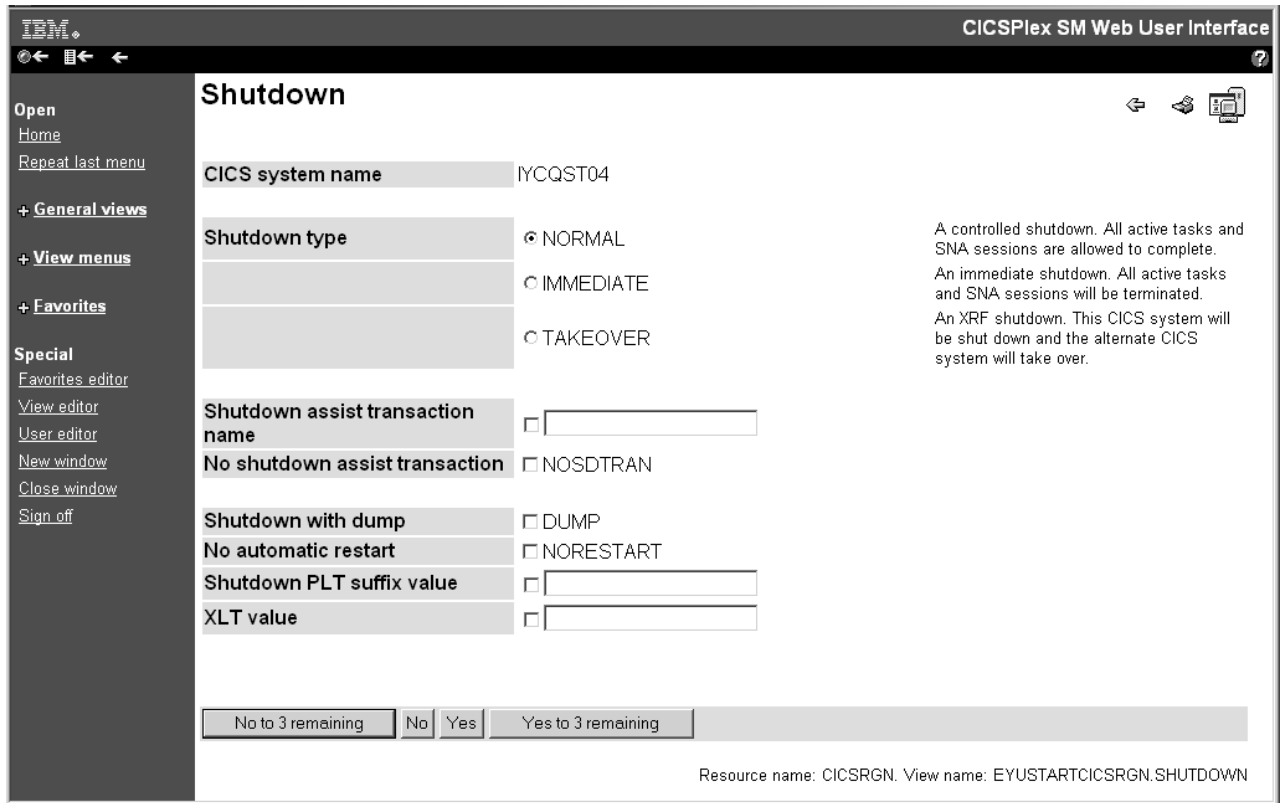 IBM
CICSPlex SM Web User Interface
?
Open
Home
Repeat last menu
+ General views
+ View menus
+ Favorites
Special
Favorites editor
View editor
User editor
New window
Close window
Sign off
Shutdown
CICS system name IYCQST04
Shutdown type NORMAL
A controlled shutdown. All active tasks and
SNA sessions are allowed to complete.
IMMEDIATE
An immediate shutdown. All active tasks
and SNA sessions will be terminated.
TAKEOVER
An XRF shutdown. This CICS system will
be shut down and the alternate CICS
system will take over.
Shutdown assist transaction
name
No shutdown assist transaction NOSDTRAN
Shutdown with dump DUMP
No automatic restart NORESTART
Shutdown PLT suffix value
XLT value
No to 3 remaining No Yes Yes to 3 remaining
Resource name: CICSRGN. View name: EYUSTARTCICSRGN.SHUTDOWN